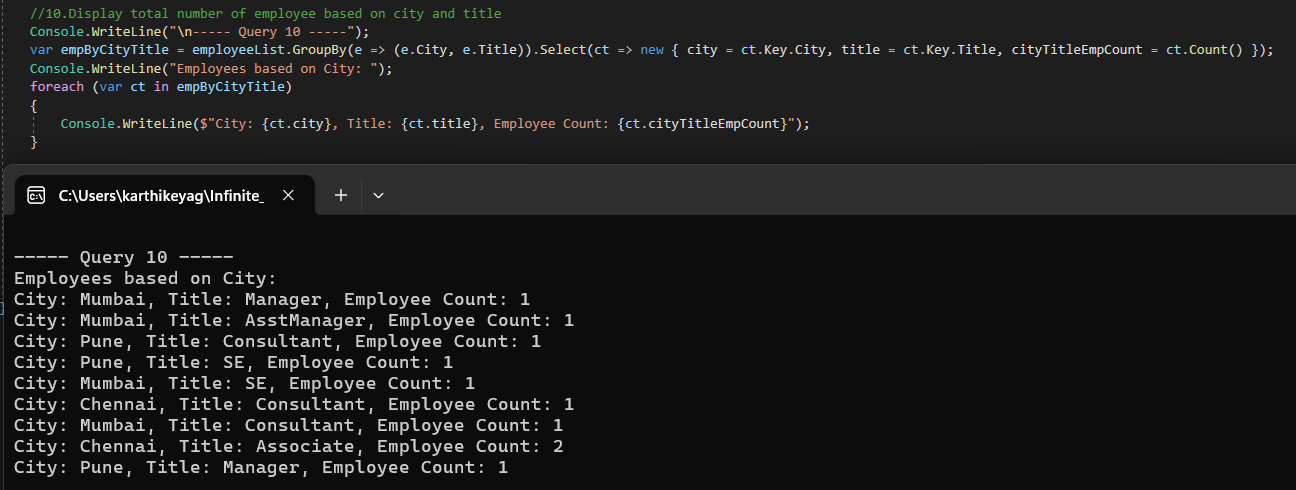 //10.Display total number of employee based on city and title
Console.WriteLine("\n----- Query 10 -----");
var empByCityTitle = employeeList.GroupBy(e => (e.City, e.Title)).Select(ct => new { city = ct.Key.City, title = ct.Key.Title, cityTitleEmpCount = ct.Count() });
Console.WriteLine("Employees based on City: ");
foreach (var ct in empByCityTitle)
{
Console.WriteLine($"City: {ct.city}, Title: {ct.title}, Employee Count: {ct.cityTitleEmpCount}");
}
C:\Users\karthikeyag\Infinite_
----- Query 10 -----
Employees based on City:
City: Mumbai, Title: Manager, Employee Count: 1
City: Mumbai, Title: AsstManager, Employee Count: 1
City: Pune, Title: Consultant, Employee Count: 1
City: Pune, Title: SE, Employee Count: 1
City: Mumbai, Title: SE, Employee Count: 1
City: Chennai, Title: Consultant, Employee Count: 1
City: Mumbai, Title: Consultant, Employee Count: 1
City: Chennai, Title: Associate, Employee Count: 2
City: Pune, Title: Manager, Employee Count: 1